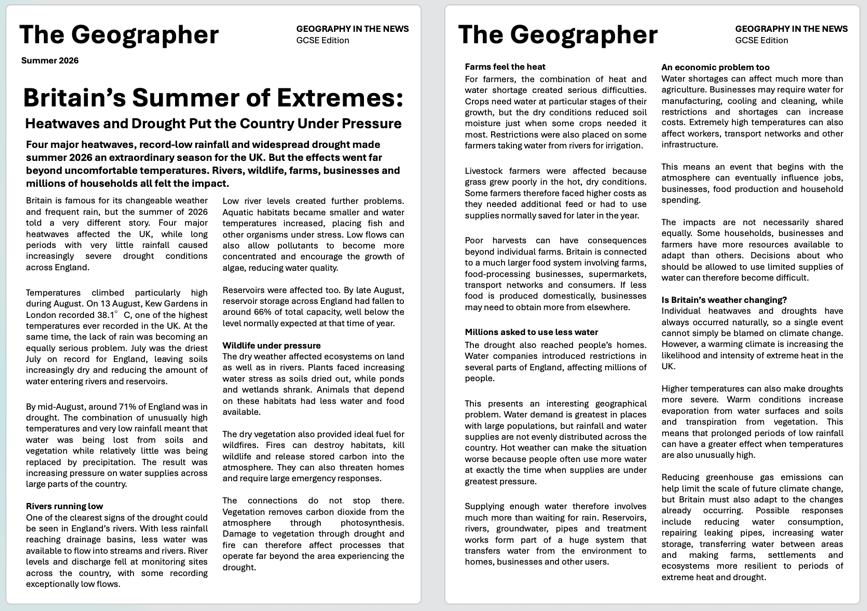 The Geographer
GEOGRAPHY IN THE NEWS
GCSE Edition
Summer 2026
Britain's Summer of Extremes:
Heatwaves and Drought Put the Country Under Pressure
Four major heatwaves, record-low rainfall and widespread drought made
summer 2026 an extraordinary season for the UK. But the effects went far
beyond uncomfortable temperatures. Rivers, wildlife, farms, businesses and
millions of households all felt the impact.
Britain is famous for its changeable weather
and frequent rain, but the summer of 2026
told a very different story. Four major
heatwaves affected the UK, while long
periods with very little rainfall caused
increasingly severe drought conditions
across England.
Temperatures climbed particularly high
during August. On 13 August, Kew Gardens in
London recorded 38.1° C, one of the highest
temperatures ever recorded in the UK. At the
same time, the lack of rain was becoming an
equally serious problem. July was the driest
July on record for England, leaving soils
increasingly dry and reducing the amount of
water entering rivers and reservoirs.
By mid-August, around 71% of England was in
drought. The combination of unusually high
temperatures and very low rainfall meant that
water was being lost from soils and
vegetation while relatively little was being
replaced by precipitation. The result was
increasing pressure on water supplies across
large parts of the country.
Rivers running low
One of the clearest signs of the drought could
be seen in England's rivers. With less rainfall
reaching drainage basins, less water was
available to flow into streams and rivers. River
levels and discharge fell at monitoring sites
across the country, with some recording
exceptionally low flows.
Low river levels created further problems.
Aquatic habitats became smaller and water
temperatures increased, placing fish and
other organisms under stress. Low flows can
also allow pollutants to become more
concentrated and encourage the growth of
algae, reducing water quality.
Reservoirs were affected too. By late August,
reservoir storage across England had fallen to
around 66% of total capacity, well below the
level normally expected at that time of year.
Wildlife under pressure
The dry weather affected ecosystems on land
as well as in rivers. Plants faced increasing
water stress as soils dried out, while ponds
and wetlands shrank. Animals that depend
on these habitats had less water and food
available.
The dry vegetation also provided ideal fuel for
wildfires. Fires can destroy habitats, kill
wildlife and release stored carbon into the
atmosphere. They can also threaten homes
and require large emergency responses.
The connections do not stop there.
Vegetation removes carbon dioxide from the
atmosphere through photosynthesis.
Damage to vegetation through drought and
fire can therefore affect processes that
operate far beyond the area experiencing the
drought.
The Geographer
GEOGRAPHY IN THE NEWS
GCSE Edition
Farms feel the heat
For farmers, the combination of heat and
water shortage created serious difficulties.
Crops need water at particular stages of their
growth, but the dry conditions reduced soil
moisture just when some crops needed it
most. Restrictions were also placed on some
farmers taking water from rivers for irrigation.
Livestock farmers were affected because
grass grew poorly in the hot, dry conditions.
Some farmers therefore faced higher costs as
they needed additional feed or had to use
supplies normally saved for later in the year.
Poor harvests can have consequences
beyond individual farms. Britain is connected
to a much larger food system involving farms,
food-processing businesses, supermarkets,
transport networks and consumers. If less
food is produced domestically, businesses
may need to obtain more from elsewhere.
Millions asked to use less water
The drought also reached people's homes.
Water companies introduced restrictions in
several parts of England, affecting millions of
people.
This presents an interesting geographical
problem. Water demand is greatest in places
with large populations, but rainfall and water
supplies are not evenly distributed across the
country. Hot weather can make the situation
worse because people often use more water
at exactly the time when supplies are under
greatest pressure.
Supplying enough water therefore involves
much more than waiting for rain. Reservoirs,
rivers, groundwater, pipes and treatment
works form part of a huge system that
transfers water from the environment to
homes, businesses and other users.
An economic problem too
Water shortages can affect much more than
agriculture. Businesses may require water for
manufacturing, cooling and cleaning, while
restrictions and shortages can increase
costs. Extremely high temperatures can also
affect workers, transport networks and other
infrastructure.
This means an event that begins with the
atmosphere can eventually influence jobs,
businesses, food production and household
spending.
The impacts are not necessarily shared
equally. Some households, businesses and
farmers have more resources available to
adapt than others. Decisions about who
should be allowed to use limited supplies of
water can therefore become difficult.
Is Britain's weather changing?
Individual heatwaves and droughts have
always occurred naturally, so a single event
cannot simply be blamed on climate change.
However, a warming climate is increasing the
likelihood and intensity of extreme heat in the
UK.
Higher temperatures can also make droughts
more severe. Warm conditions increase
evaporation from water surfaces and soils
and transpiration from vegetation. This
means that prolonged periods of low rainfall
can have a greater effect when temperatures
are also unusually high.
Reducing greenhouse gas emissions can
help limit the scale of future climate change,
but Britain must also adapt to the changes
already occurring. Possible responses
include reducing water consumption,
repairing leaking pipes, increasing water
storage, transferring water between areas
and making farms, settlements and
ecosystems more resilient to periods of
extreme heat and drought.